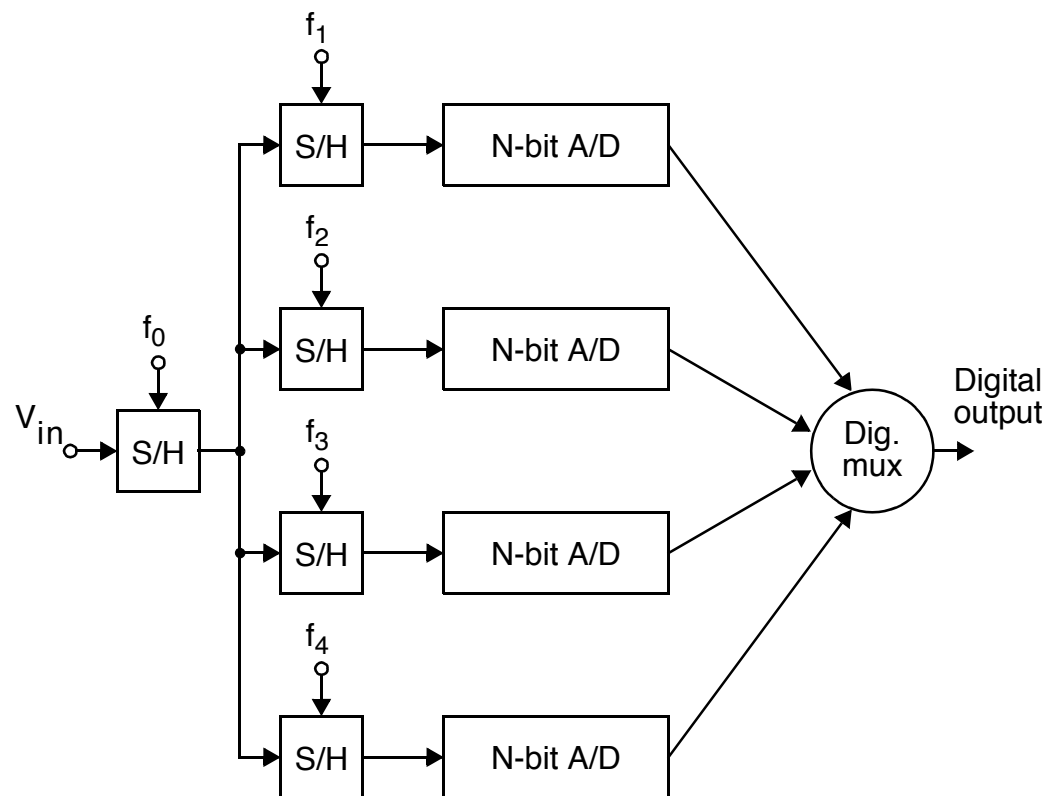 f1
S/H
N-bit A/D
f2
S/H
N-bit A/D
f0
Vin
S/H
f3
S/H
N-bit A/D
Dig.
mux
Digital
output
f4
S/H
N-bit A/D